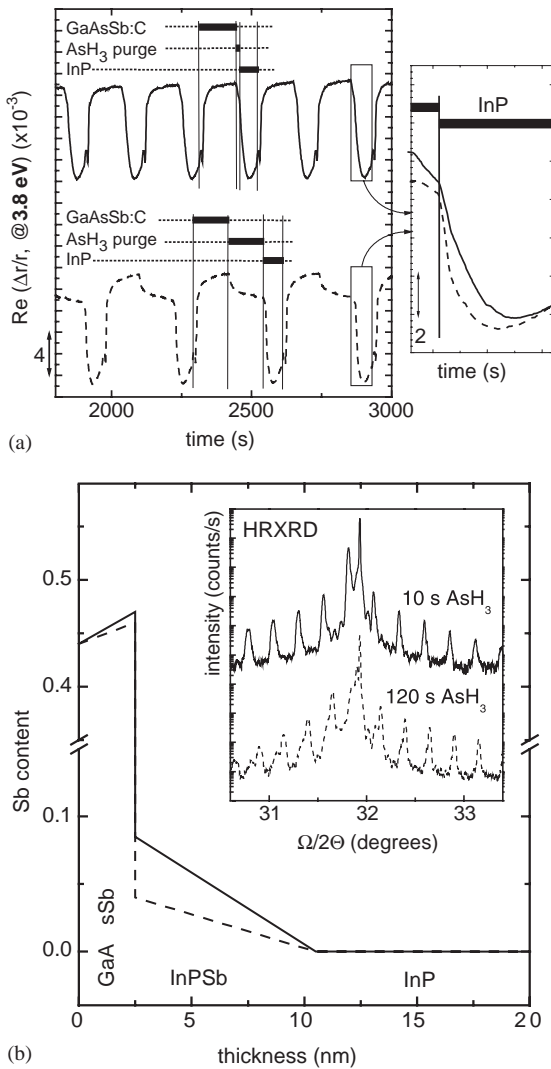 GaAsSb:C
AsH3 purge
InP
GaAsSb:C
AsH3 purge
InP
Re (Δr/r, @3.8 eV) (x10-3)
4
2000 2500 3000
time (s)
(a)
InP
2
time (s)
HRXRD
10 s AsH3
120 s AsH3
intensity (counts/s)
31 32 33
Ω/2Θ (degrees)
Sb content
0.5
0.4
0.1
0.0
GaA sSb
InPSb
InP
0 5 10 15 20
thickness (nm)
(b)